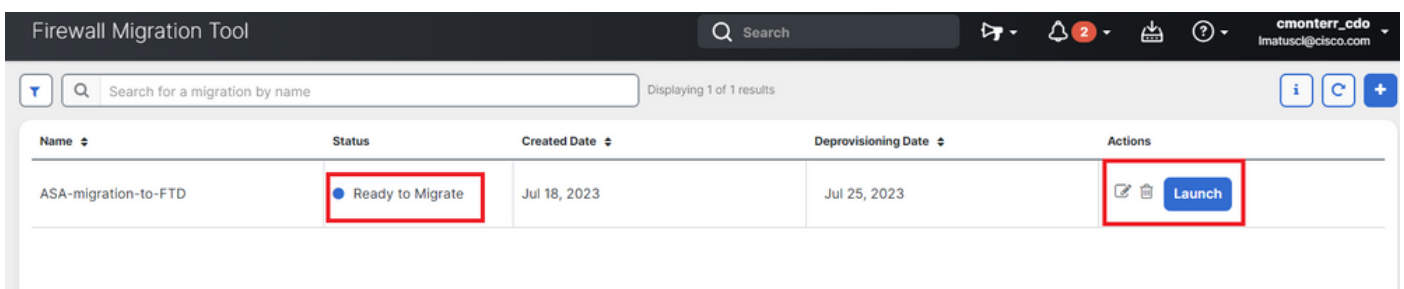 Firewall Migration Tool
Search
2
cmonterr_cdo
lmatuscl@cisco.com
Search for a migration by name
Displaying 1 of 1 results
Name Status Created Date Deprovisioning Date Actions
ASA-migration-to-FTD Ready to Migrate Jul 18, 2023 Jul 25, 2023 Launch